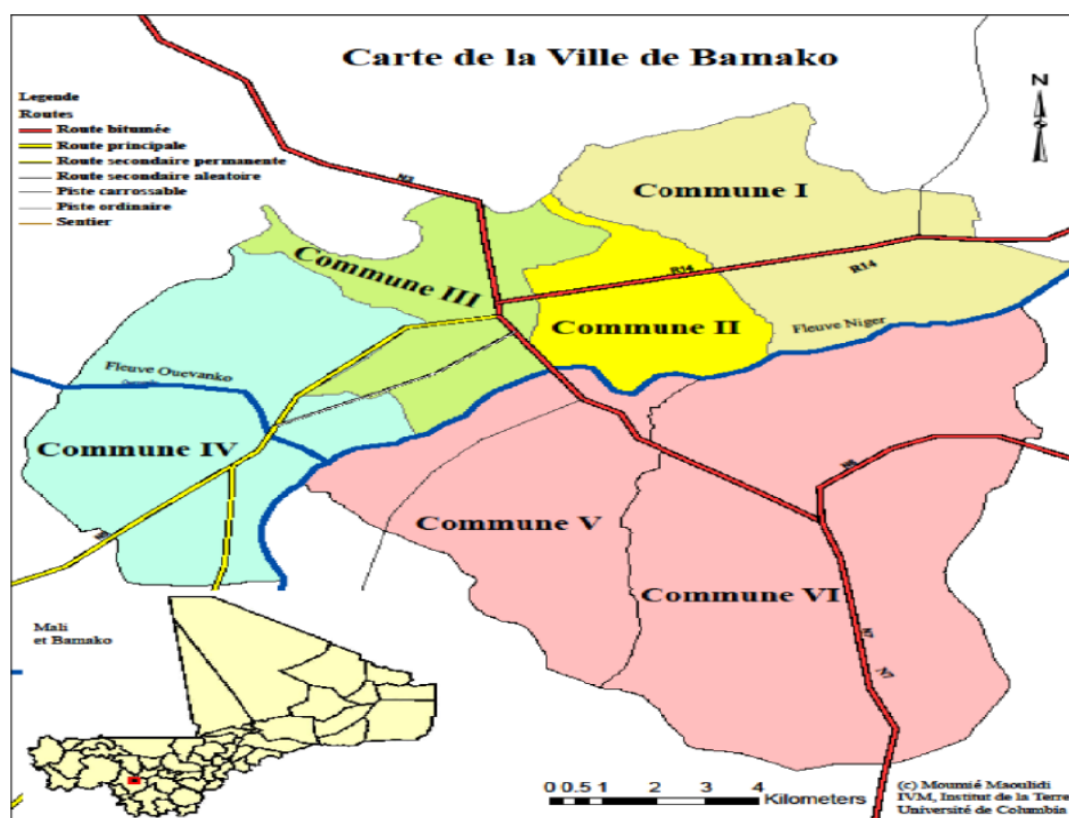 Carte de la Ville de Bamako
N
Legende
Routes
Route bitumée
Route principale
Route secondaire permanente
Route secondaire aleatoire
Piste carrossable
Piste ordinaire
Sentier
N3
Commune I
Commune III
R14
R14
Commune II
Fleuve Niger
Fleuve Ouevanko
Commune IV
Commune V
Commune VI
N7
Mali
et Bamako
0 0.5 1 2 3 4
Kilometers
(c) Moumié Maoulidi
IVM, Institut de la Terre
Université de Columbia